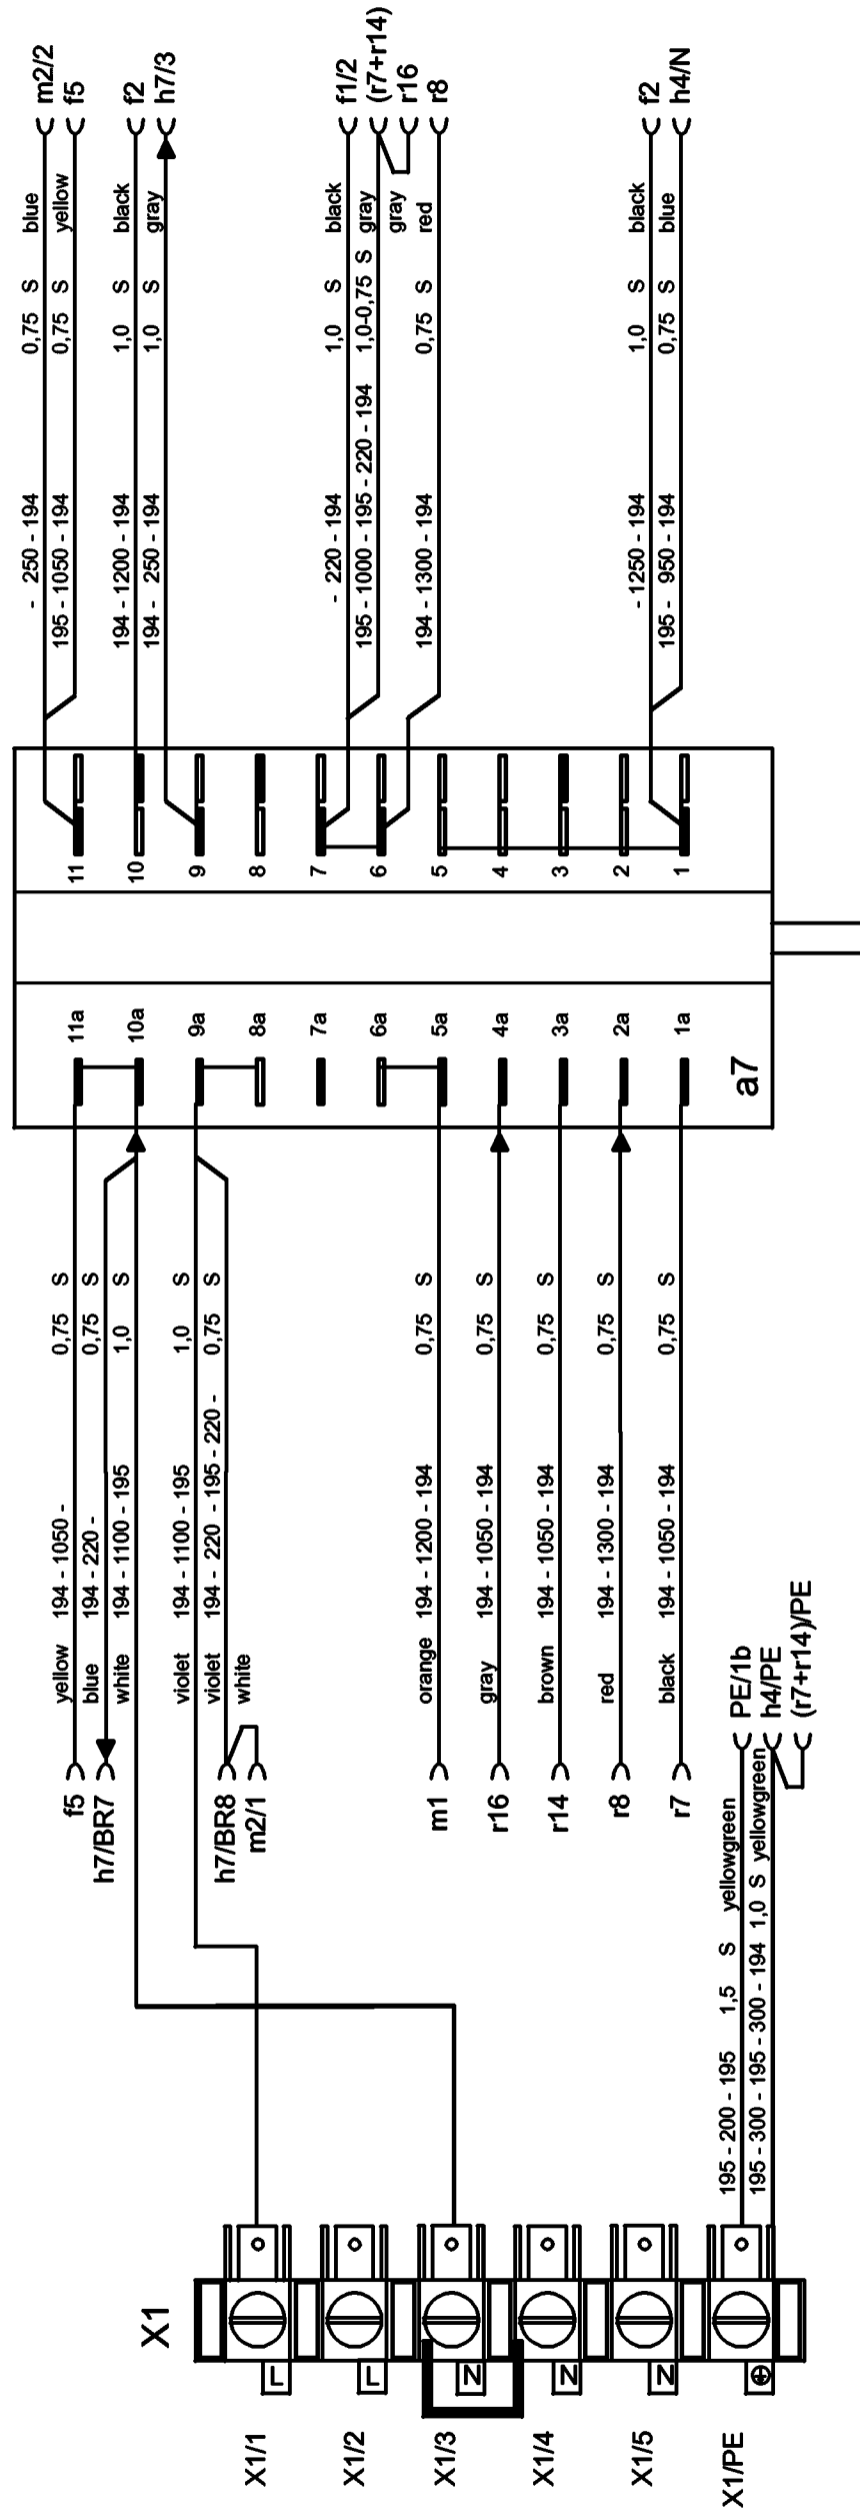 X1
X1/1
L
X1/2
L
X1/3
N
X1/4
N
X1/5
N
X1/PE
195 - 200 - 195 1,5 S yellowgreen PE/1b
195 - 300 - 195 - 300 - 194 1,0 S yellowgreen h4/PE
(r7+r14)/PE
f5 yellow 194 - 1050 - 0,75 S
h7/BR7 blue 194 - 220 - 0,75 S
white 194 - 1100 - 195 1,0 S
violet 194 - 1100 - 195 1,0 S
h7/BR8 violet 194 - 220 - 195 - 220 - 0,75 S
m2/1 white
m1 orange 194 - 1200 - 194 0,75 S
r16 gray 194 - 1050 - 194 0,75 S
r14 brown 194 - 1050 - 194 0,75 S
r8 red 194 - 1300 - 194 0,75 S
r7 black 194 - 1050 - 194 0,75 S
11a
10a
9a
8a
7a
6a
5a
4a
3a
2a
1a
a7
11
10
9
8
7
6
5
4
3
2
1
- 250 - 194 0,75 S blue m2/2
195 - 1050 - 194 0,75 S yellow f5
194 - 1200 - 194 1,0 S black f2
194 - 250 - 194 1,0 S gray h7/3
- 220 - 194 1,0 S black f1/2
195 - 1000 - 195 - 220 - 194 1,0-0,75 S gray (r7+r14)
gray r16
194 - 1300 - 194 0,75 S red r8
- 1250 - 194 1,0 S black f2
195 - 950 - 194 0,75 S blue h4/N